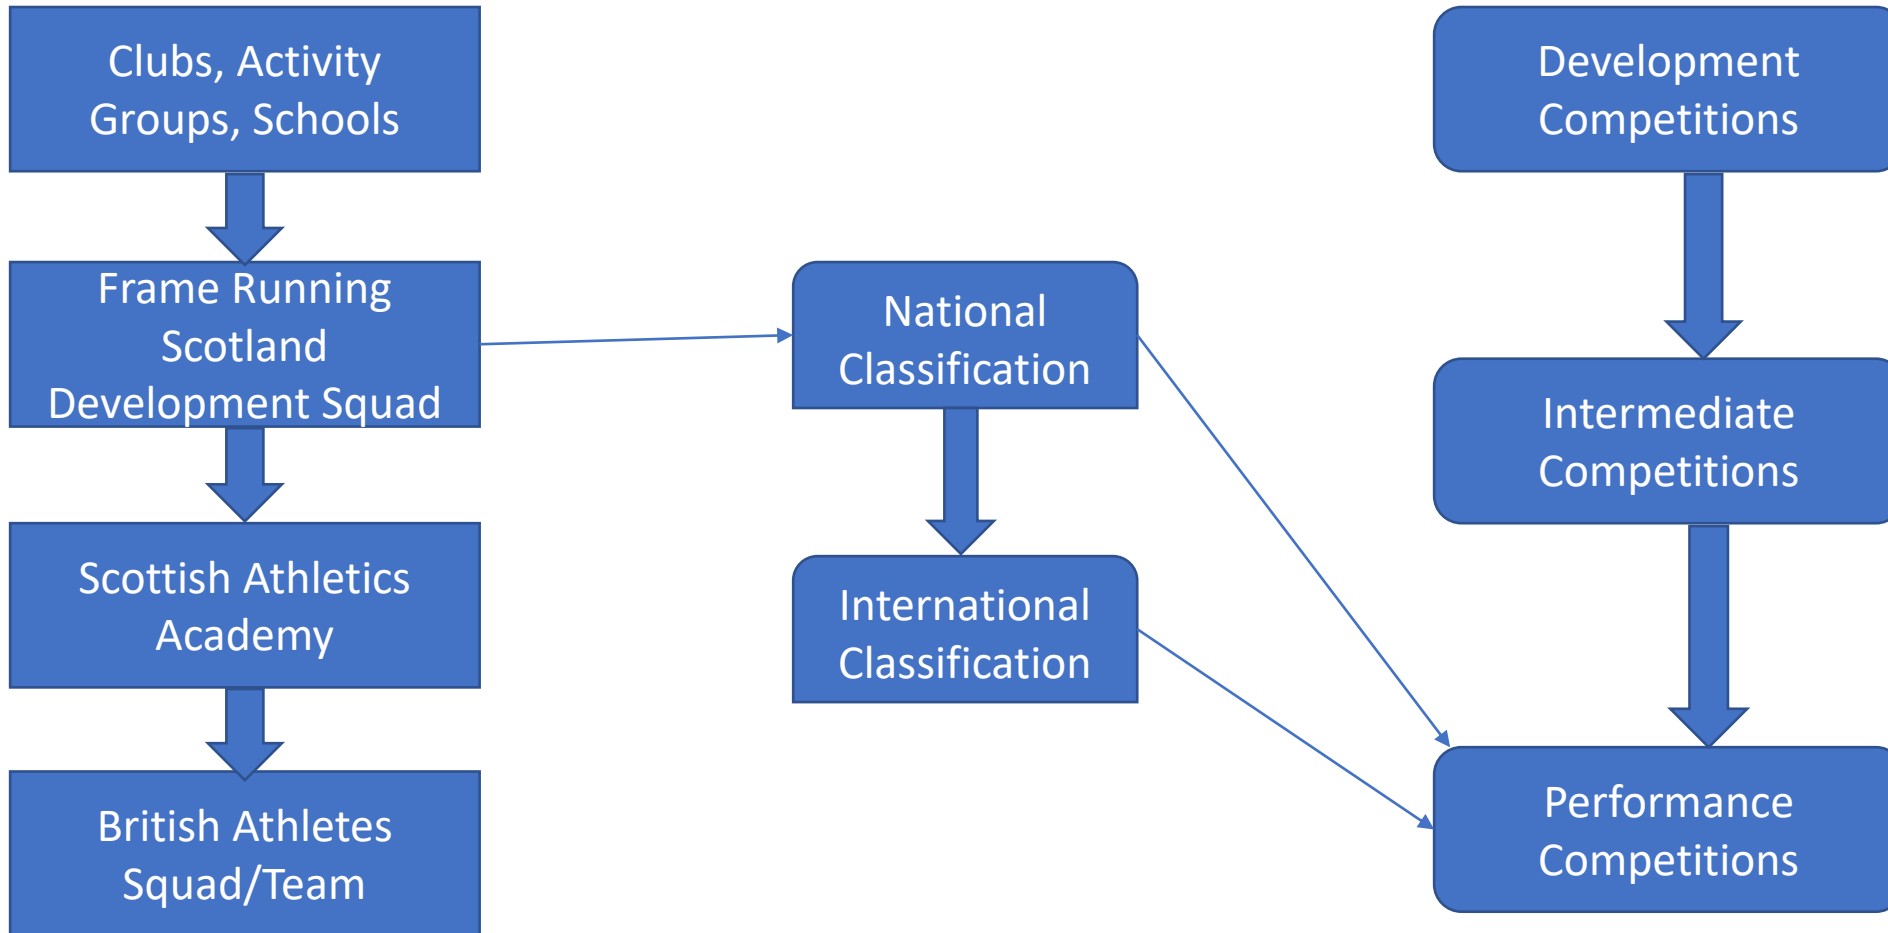 Clubs, Activity
Groups, Schools
Frame Running
Scotland
Development Squad
Scottish Athletics
Academy
British Athletes
Squad/Team
National
Classification
International
Classification
Development
Competitions
Intermediate
Competitions
Performance
Competitions